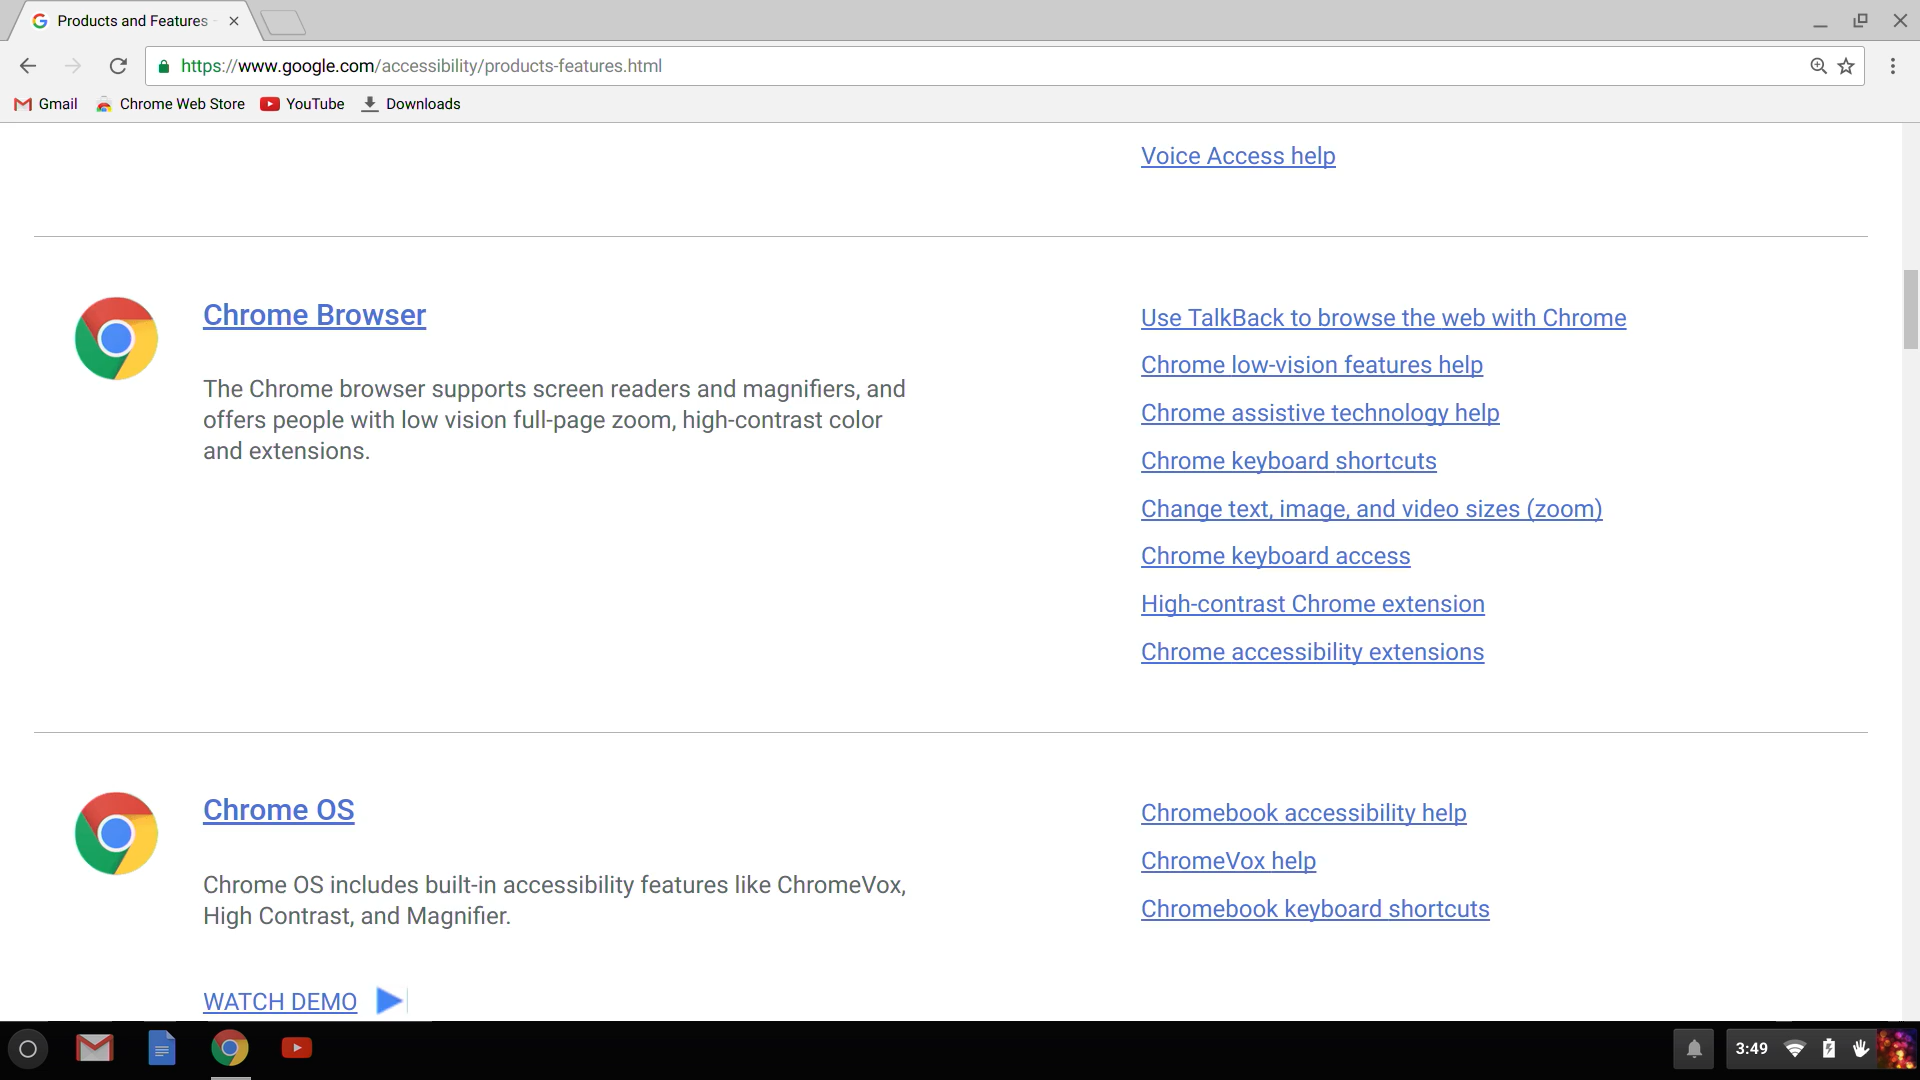 Products and Features
https://www.google.com/accessibility/products-features.html
Gmail
Chrome Web Store
YouTube
Downloads
Voice Access help
Chrome Browser
The Chrome browser supports screen readers and magnifiers, and
offers people with low vision full-page zoom, high-contrast color
and extensions.
Use TalkBack to browse the web with Chrome
Chrome low-vision features help
Chrome assistive technology help
Chrome keyboard shortcuts
Change text, image, and video sizes (zoom)
Chrome keyboard access
High-contrast Chrome extension
Chrome accessibility extensions
Chrome OS
Chrome OS includes built-in accessibility features like ChromeVox,
High Contrast, and Magnifier.
WATCH DEMO
Chromebook accessibility help
ChromeVox help
Chromebook keyboard shortcuts
3:49